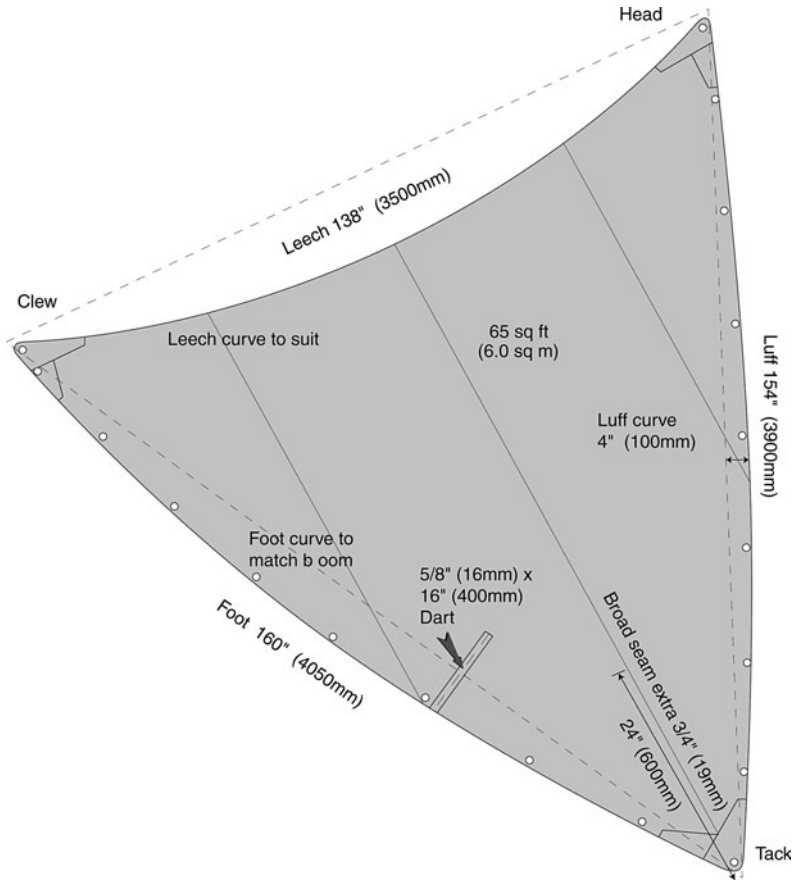 Head
Leech 138" (3500mm)
Clew
Leech curve to suit
65 sq ft
(6.0 sq m)
Luff 154" (3900mm)
Luff curve
4" (100mm)
Foot curve to
match b oom
5/8" (16mm) x
16" (400mm)
Dart
Foot 160" (4050mm)
Broad seam extra 3/4" (19mm)
24" (600mm)
Tack